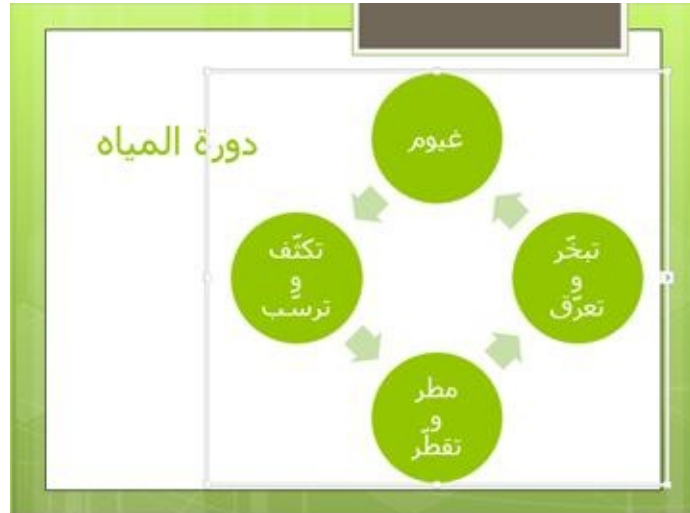 دورة المياه
غيوم
تكثّف
و
ترسّب
مطر
و
تقطّر
تبخّر
و
تعرّق